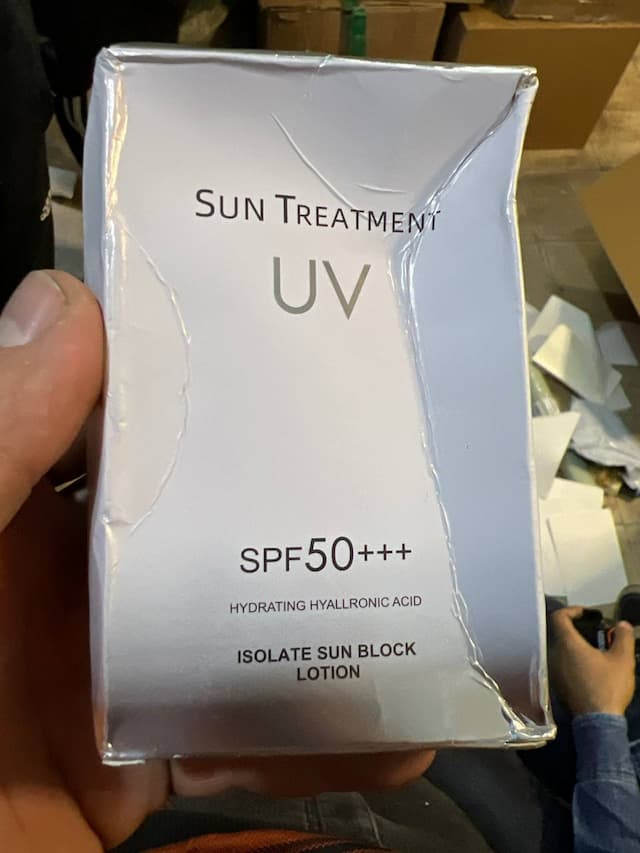 SUN TREATMENT
UV
SPF50+++
HYDRATING HYALLRONIC ACID
ISOLATE SUN BLOCK
LOTION